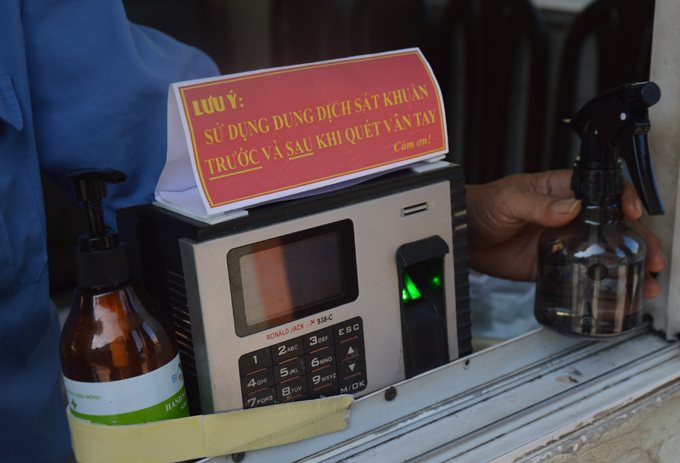 LƯU Ý:
SỬ DỤNG DUNG DỊCH SÁT KHUẨN
TRƯỚC VÀ SAU KHI QUÉT VÂN TAY
Cảm ơn!
RONALD JACK 938-C
1 2ABC 3DEF ESC
4GHI 5JKL 6MNO ▲
7PQRS 9WXYZ ▼
M/OK
HAND